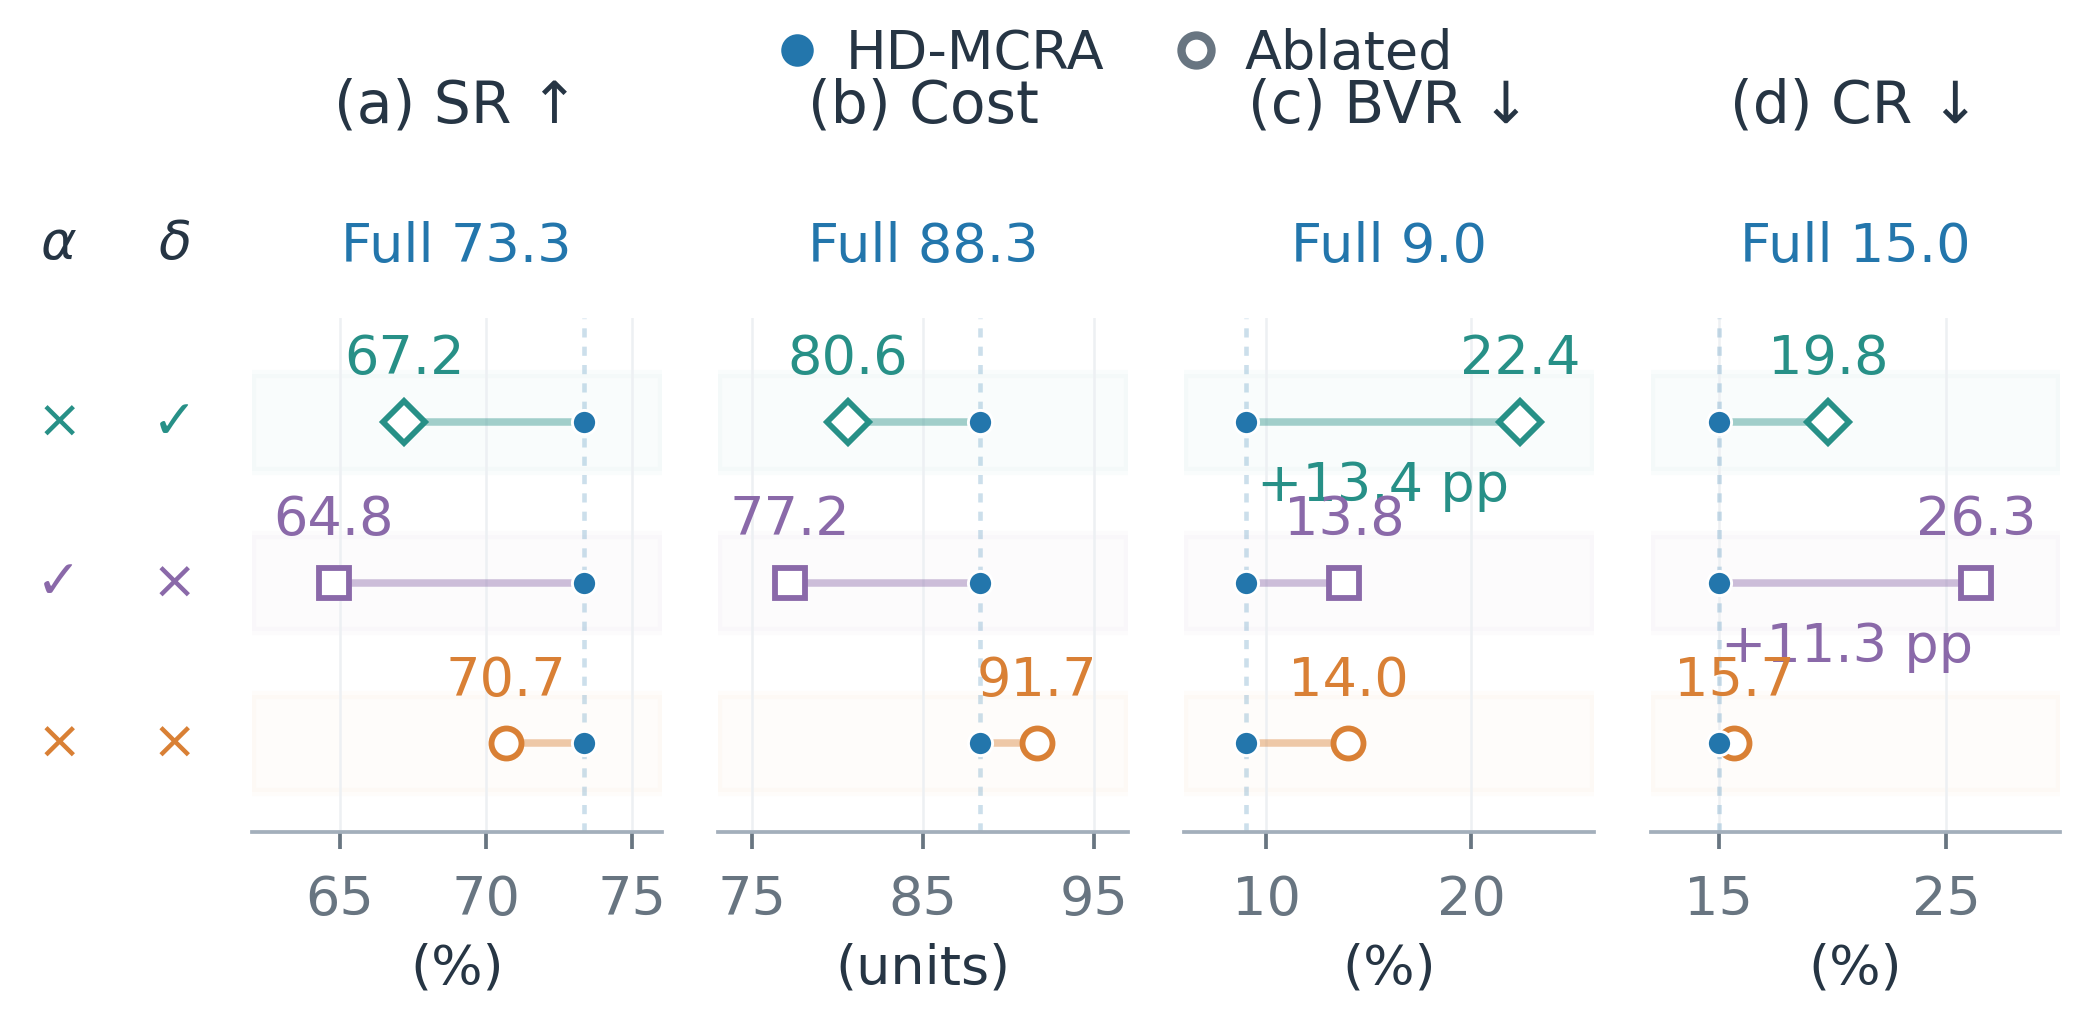 HD-MCRA Ablated
(a) SR ↑ (b) Cost (c) BVR ↓ (d) CR ↓
α δ Full 73.3 Full 88.3 Full 9.0 Full 15.0
67.2 80.6 22.4 19.8
× ✓
+13.4 pp
64.8 77.2 13.8 26.3
✓ ×
+11.3 pp
70.7 91.7 14.0 15.7
× ×
65 70 75 75 85 95 10 20 15 25
(%) (units) (%) (%)